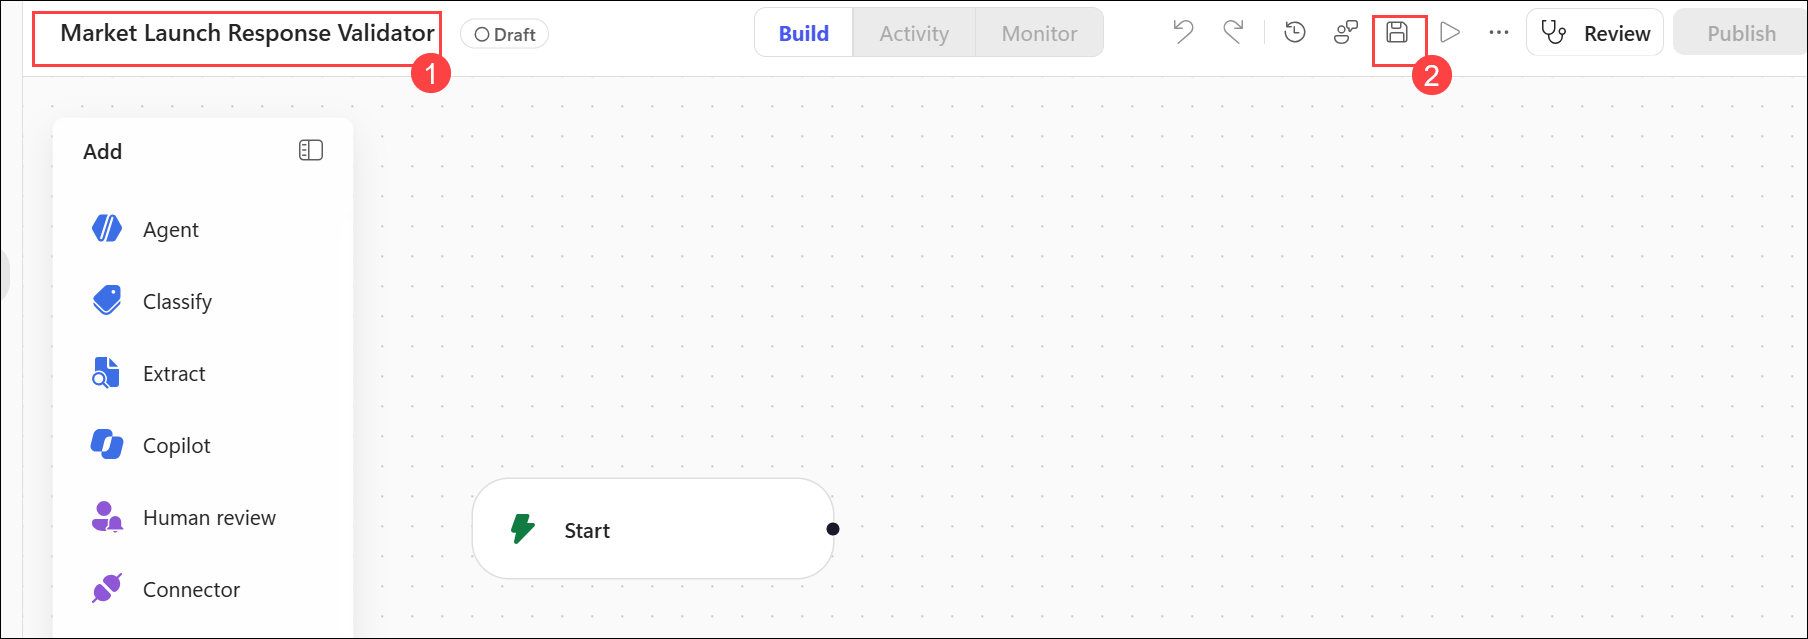 Market Launch Response Validator
Draft
Build
Activity
Monitor
Review
Publish
1
2
Add
Agent
Classify
Extract
Copilot
Human review
Connector
Start